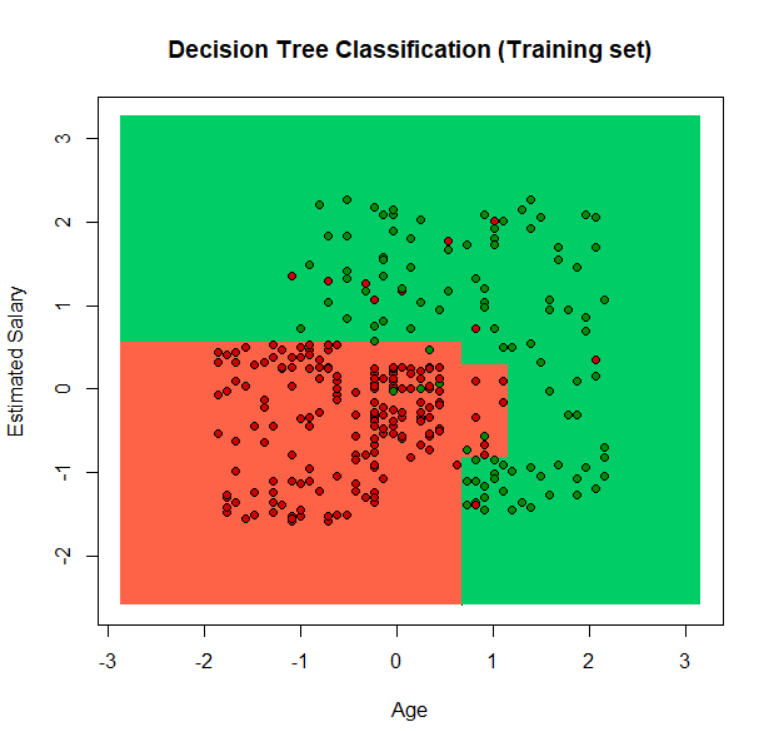 Decision Tree Classification (Training set)
3
2
1
0
-1
-2
Estimated Salary
-3 -2 -1 0 1 2 3
Age